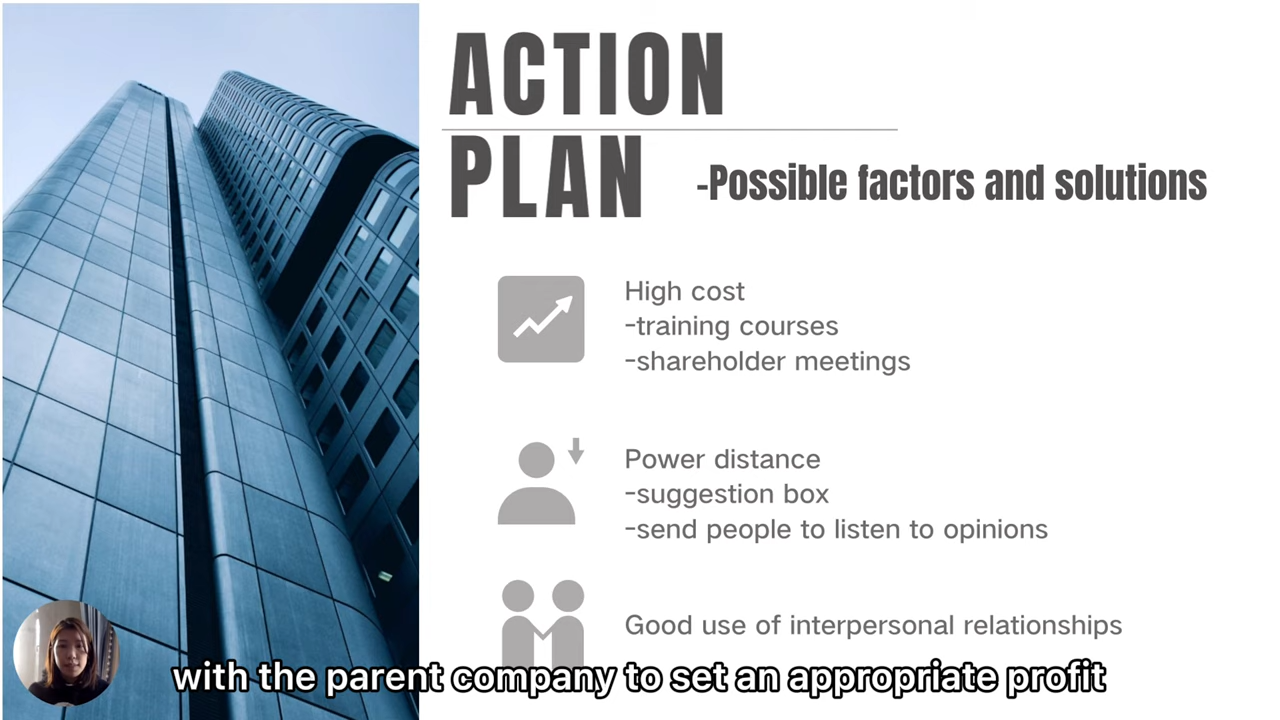 ACTION
PLAN
-Possible factors and solutions
High cost
-training courses
-shareholder meetings
Power distance
-suggestion box
-send people to listen to opinions
Good use of interpersonal relationships
with the parent company to set an appropriate profit